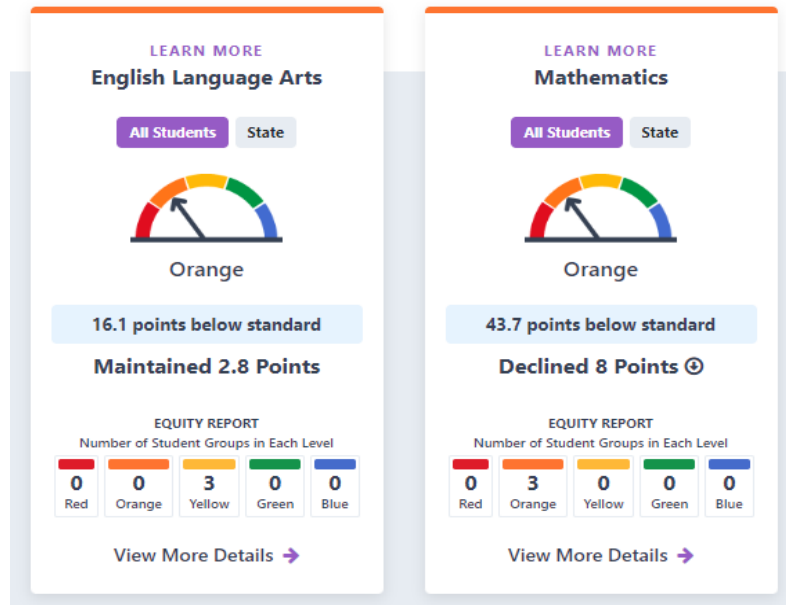 LEARN MORE
English Language Arts
All Students State
Orange
16.1 points below standard
Maintained 2.8 Points
EQUITY REPORT
Number of Student Groups in Each Level
0 0 3 0 0
Red Orange Yellow Green Blue
View More Details
LEARN MORE
Mathematics
All Students State
Orange
43.7 points below standard
Declined 8 Points
EQUITY REPORT
Number of Student Groups in Each Level
0 3 0 0 0
Red Orange Yellow Green Blue
View More Details